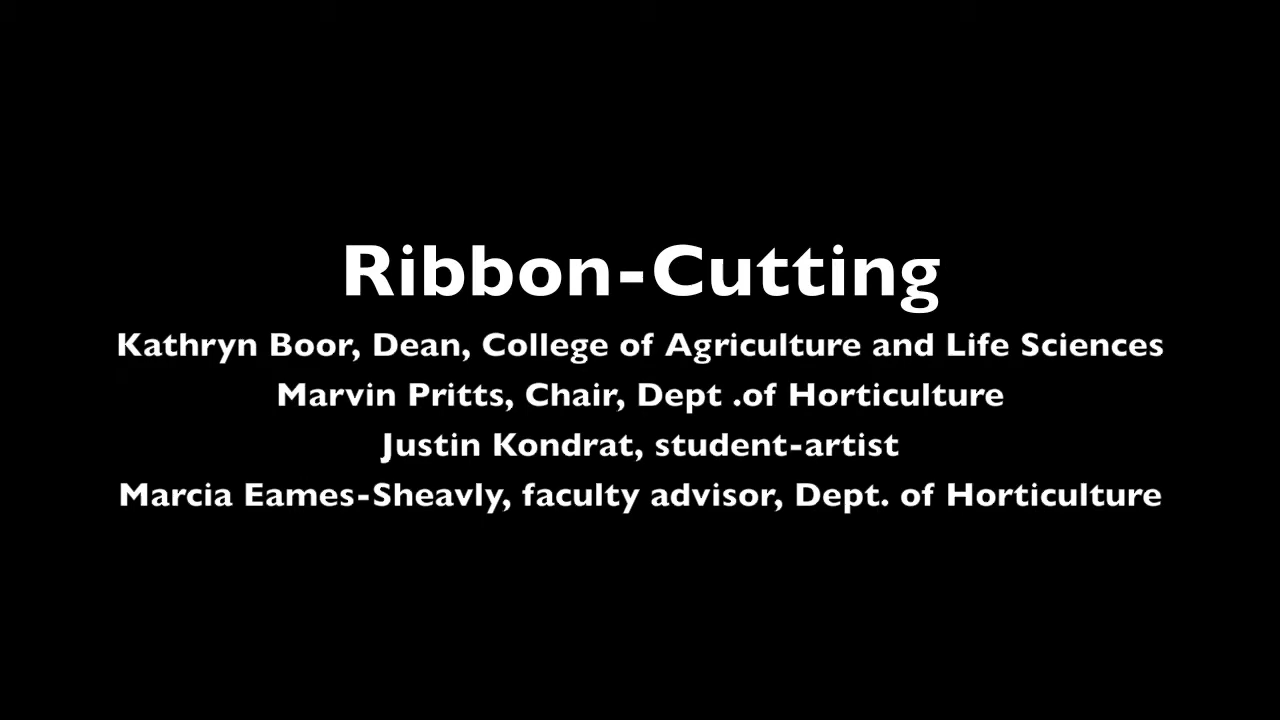 Ribbon-Cutting
Kathryn Boor, Dean, College of Agriculture and Life Sciences
Marvin Pritts, Chair, Dept .of Horticulture
Justin Kondrat, student-artist
Marcia Eames-Sheavly, faculty advisor, Dept. of Horticulture